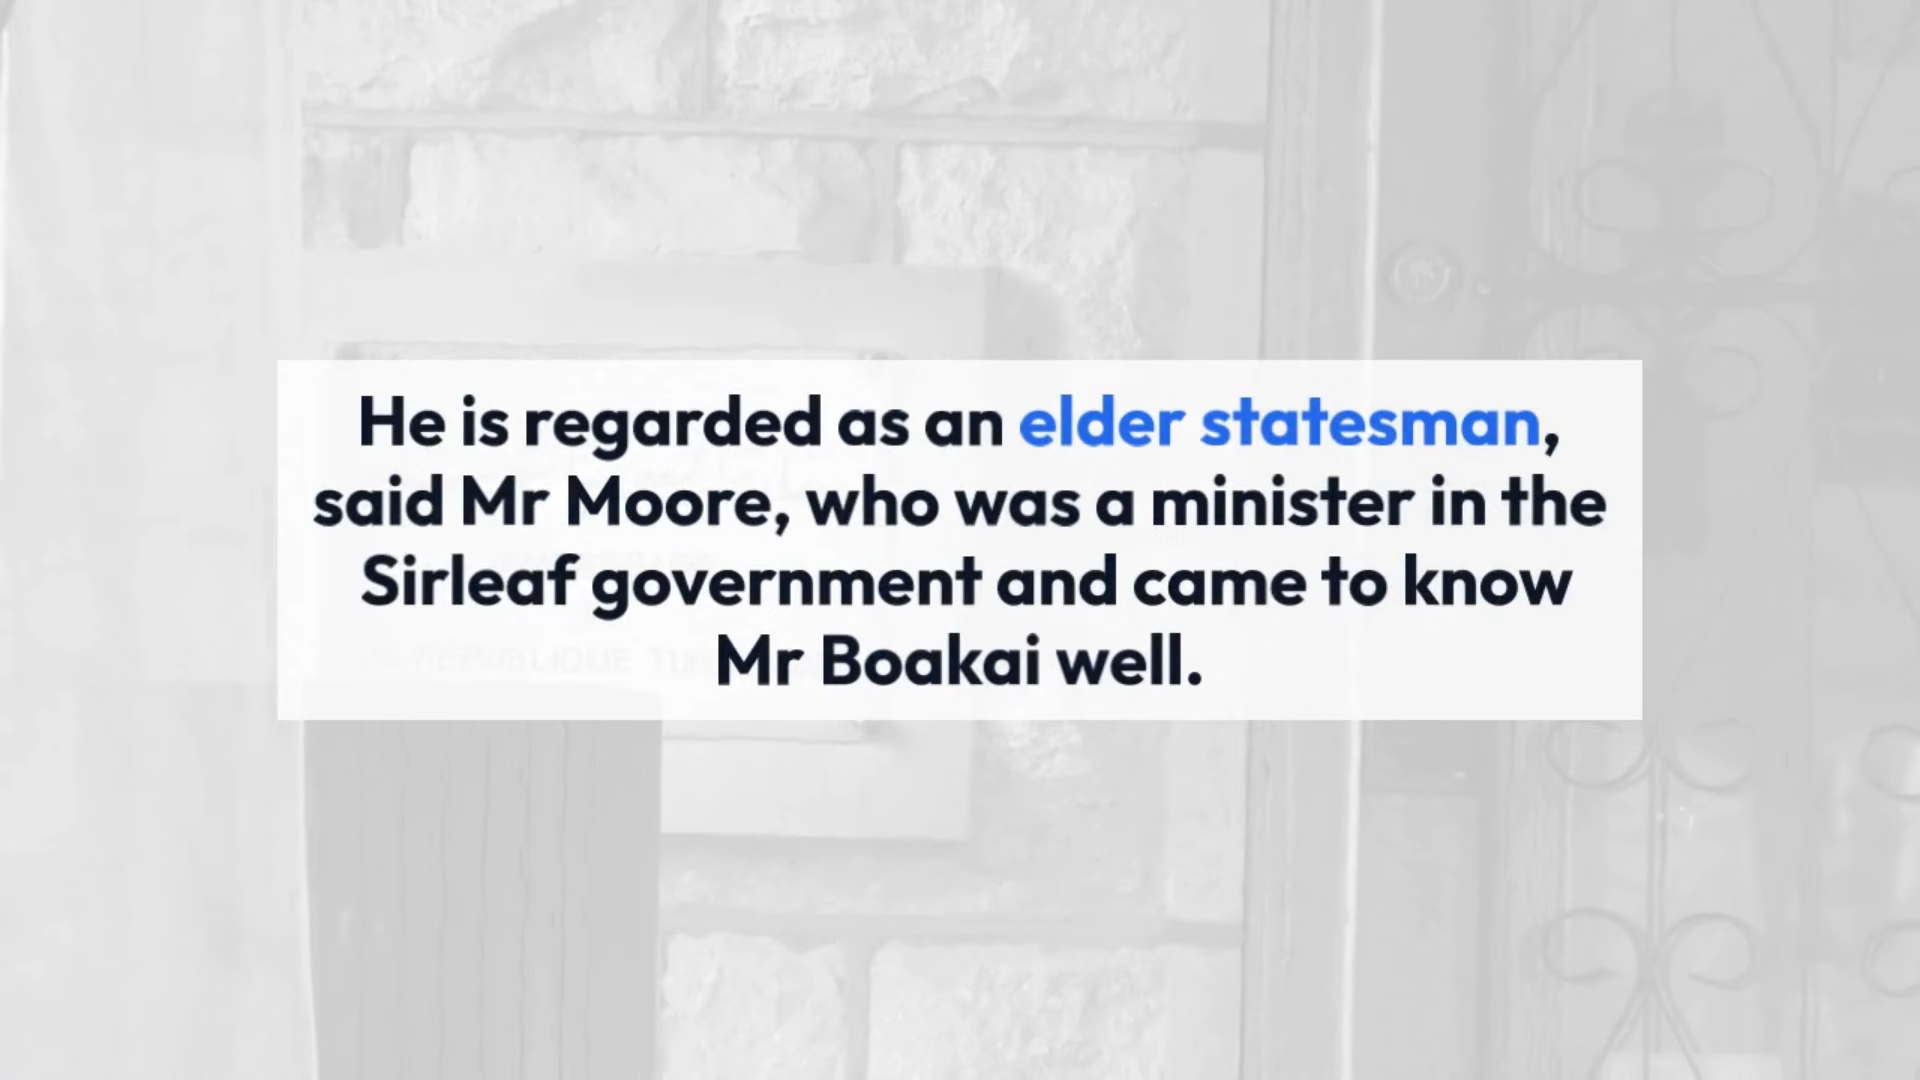 He is regarded as an elder statesman,
said Mr Moore, who was a minister in the
Sirleaf government and came to know
Mr Boakai well.
REPUBLIQUE